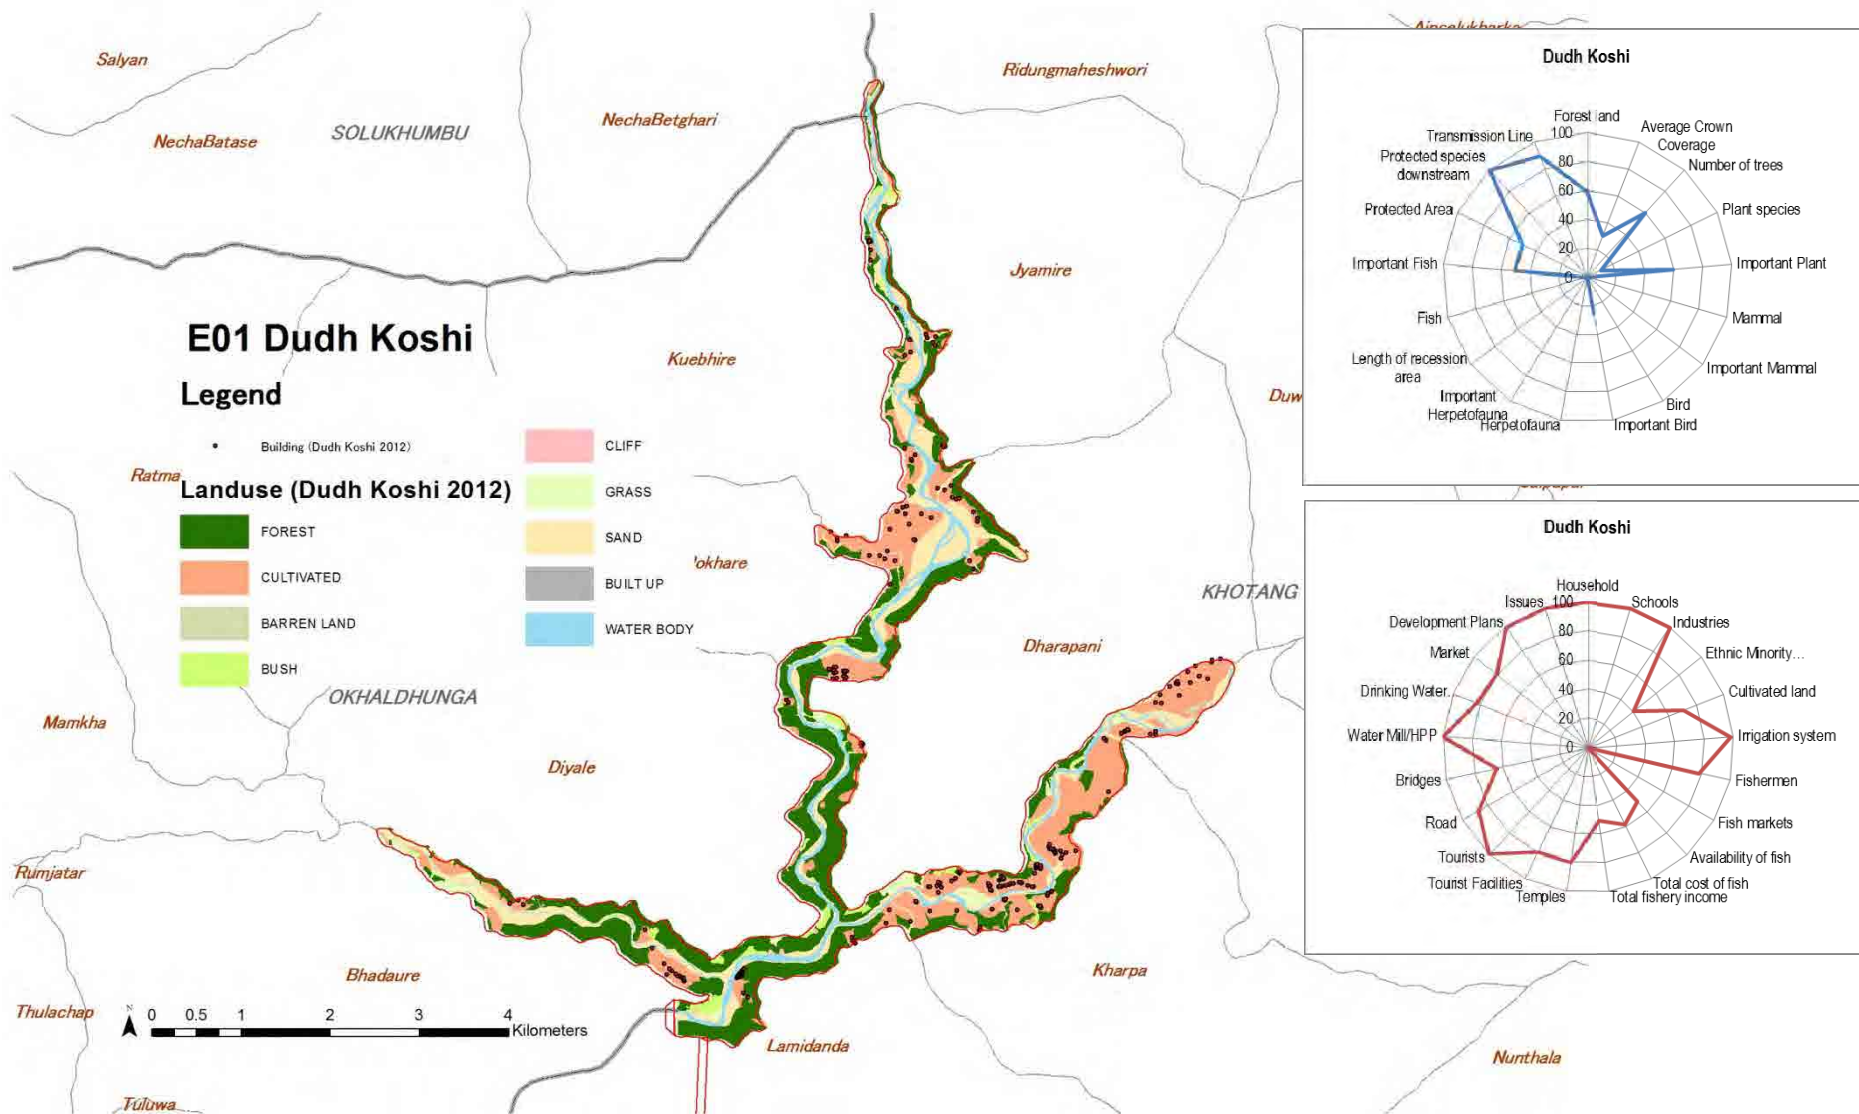 Salyan
NechaBatase
SOLUKHUMBU
NechaBetghari
Ridungmaheshwori
Jyamire
Kuebhire
E01 Dudh Koshi
Legend
Building (Dudh Koshi 2012)
Landuse (Dudh Koshi 2012)
FOREST
CULTIVATED
BARREN LAND
BUSH
CLIFF
GRASS
SAND
BUILT UP
WATER BODY
Ratma
'okhare
Duw
KHOTANG
Dharapani
OKHALDHUNGA
Mamkha
Diyale
Rumjatar
Bhadaure
Kharpa
Thulachap
Lamidanda
Nunthala
Tuluwa
N
0 0.5 1 2 3 4
Kilometers
Dudh Koshi
Forest land
Average Crown
Coverage
Number of trees
Plant species
Important Plant
Mammal
Important Mammal
Bird
Important Bird
Herpetofauna
Important
Herpetofauna
Length of recession
area
Fish
Important Fish
Protected Area
Protected species
downstream
Transmission Line
100
80
60
40
20
0
Dudh Koshi
Household
Schools
Industries
Ethnic Minority...
Cultivated land
Irrigation system
Fishermen
Fish markets
Availability of fish
Total cost of fish
Total fishery income
Temples
Tourist Facilities
Tourists
Road
Bridges
Water Mill/HPP
Drinking Water
Market
Development Plans
Issues
100
80
60
40
20
0